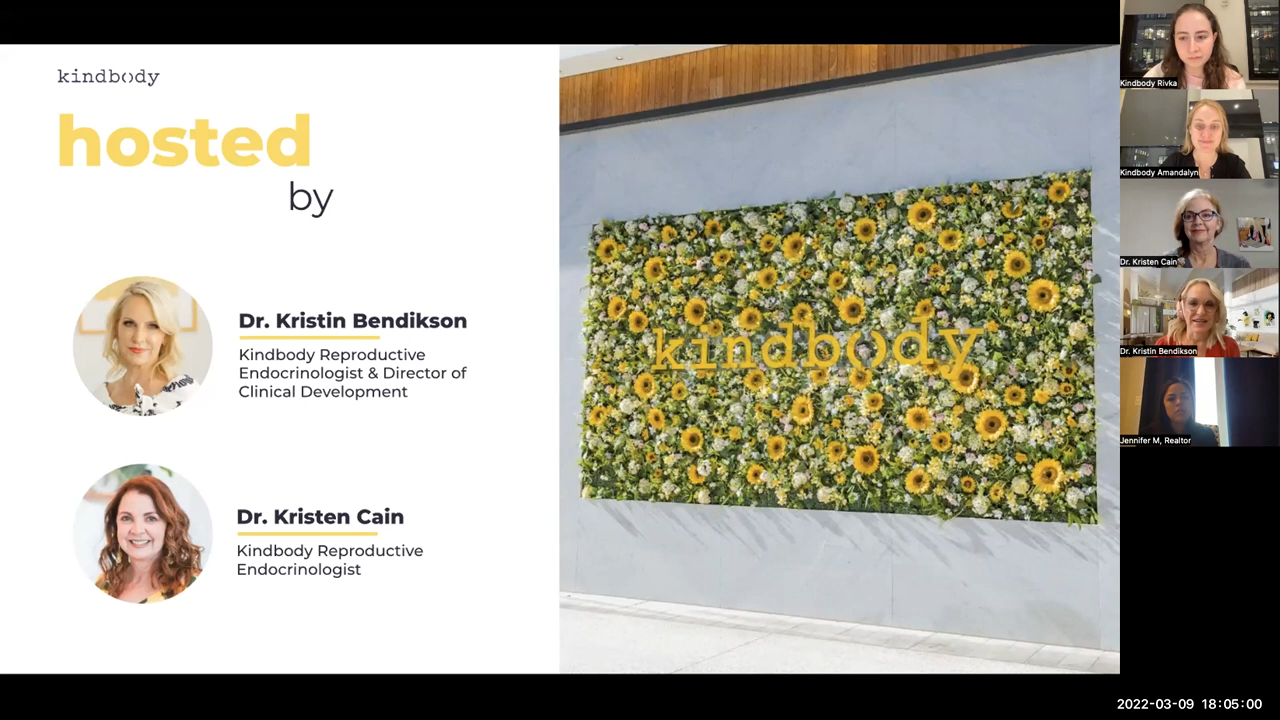 kindbody
hosted
by
Dr. Kristin Bendikson
Kindbody Reproductive
Endocrinologist & Director of
Clinical Development
Dr. Kristen Cain
Kindbody Reproductive
Endocrinologist
kindbody
Kindbody Rivka
Kindbody Amandalyn
Dr. Kristen Cain
Dr. Kristin Bendikson
Jennifer M, Realtor
2022-03-09 18:05:00